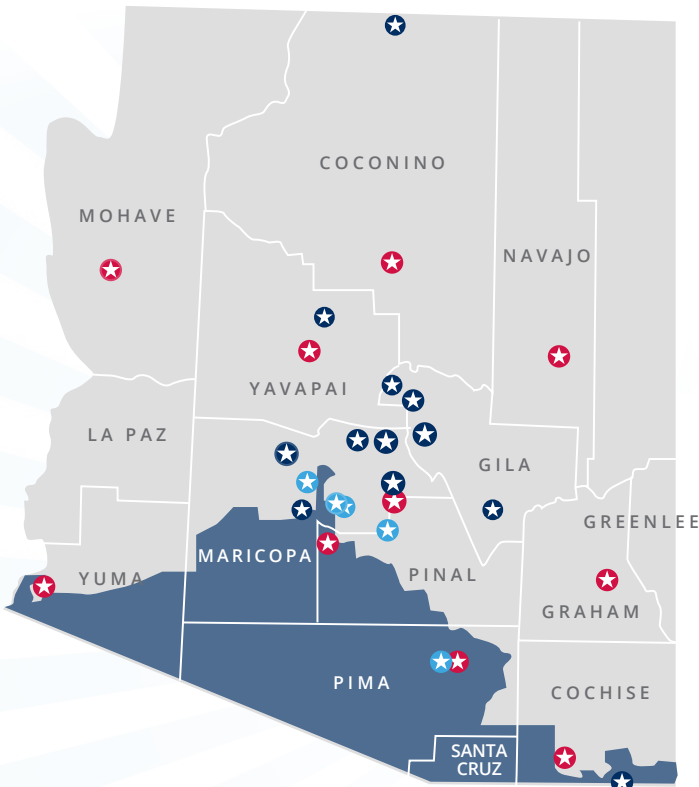 COCONINO
MOHAVE
NAVAJO
YAVAPAI
LA PAZ
GILA
GREENLEE
MARICOPA
PINAL
YUMA
GRAHAM
PIMA
COCHISE
SANTA
CRUZ